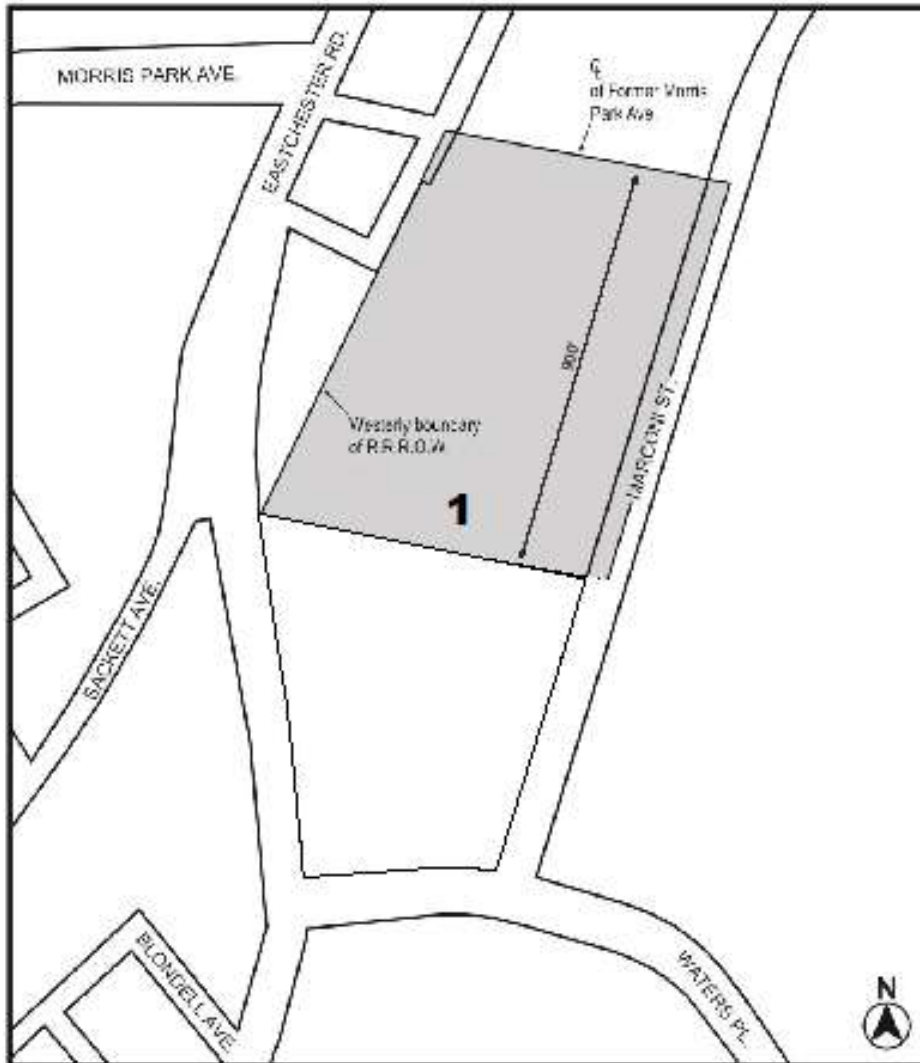 MORRIS PARK AVE.
EASTCHESTER RD.
℄
of Former Morris
Park Ave
900'
MARCONI ST.
Westerly boundary
of R.R.R.O.W.
1
SACKETT AVE.
BLONDELL AVE.
WATERS PL.
N